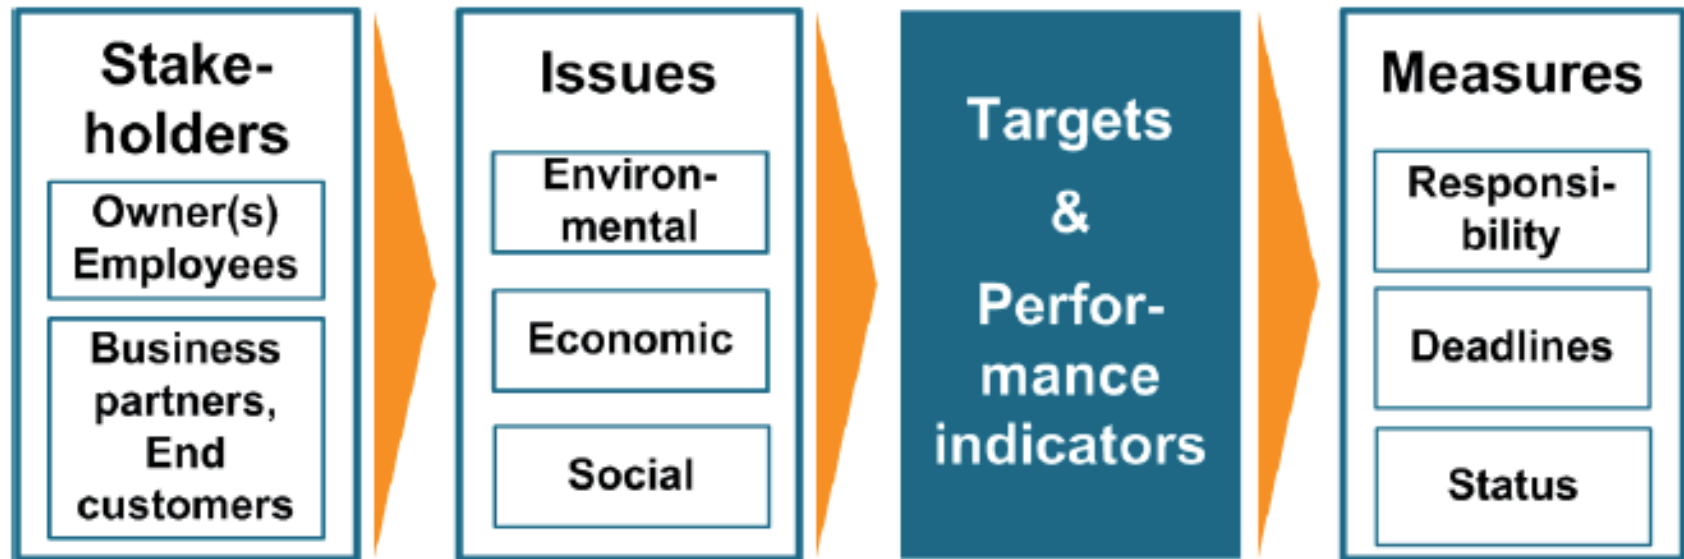 Stake-
holders
Owner(s)
Employees
Business
partners,
End
customers
Issues
Environ-
mental
Economic
Social
Targets
&
Perfor-
mance
indicators
Measures
Responsi-
bility
Deadlines
Status